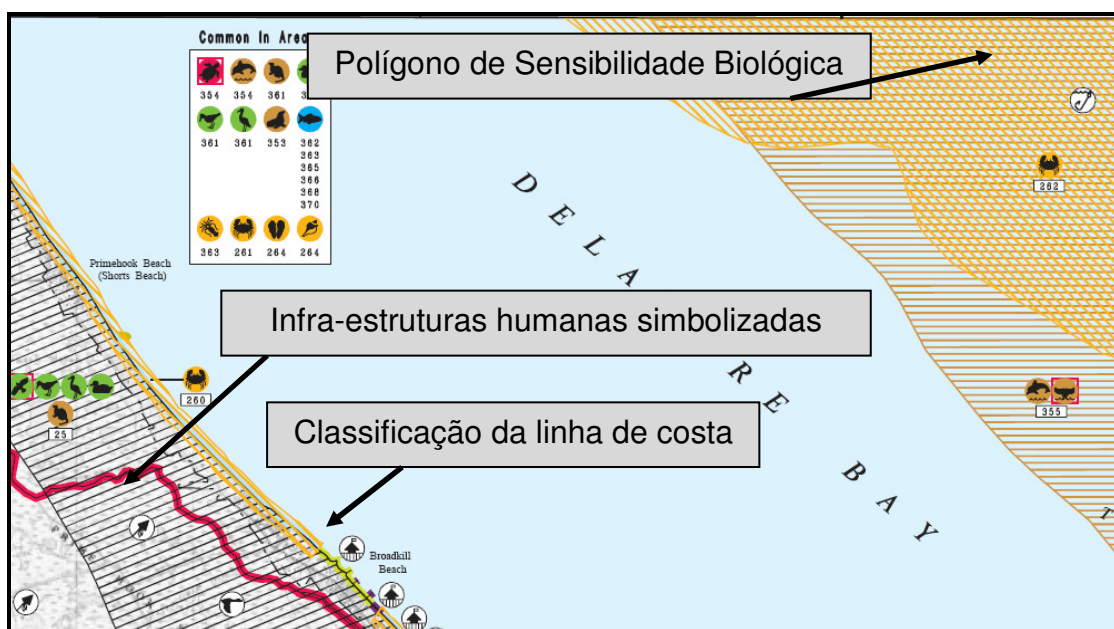 Common In Area
Polígono de Sensibilidade Biológica
354 354 361
361 361 353 362
363
365
366
368
370
363 261 264 264
262
DELAWARE BAY
Primehook Beach
(Shorts Beach)
Infra-estruturas humanas simbolizadas
260
25
355
Classificação da linha de costa
Broadkill
Beach